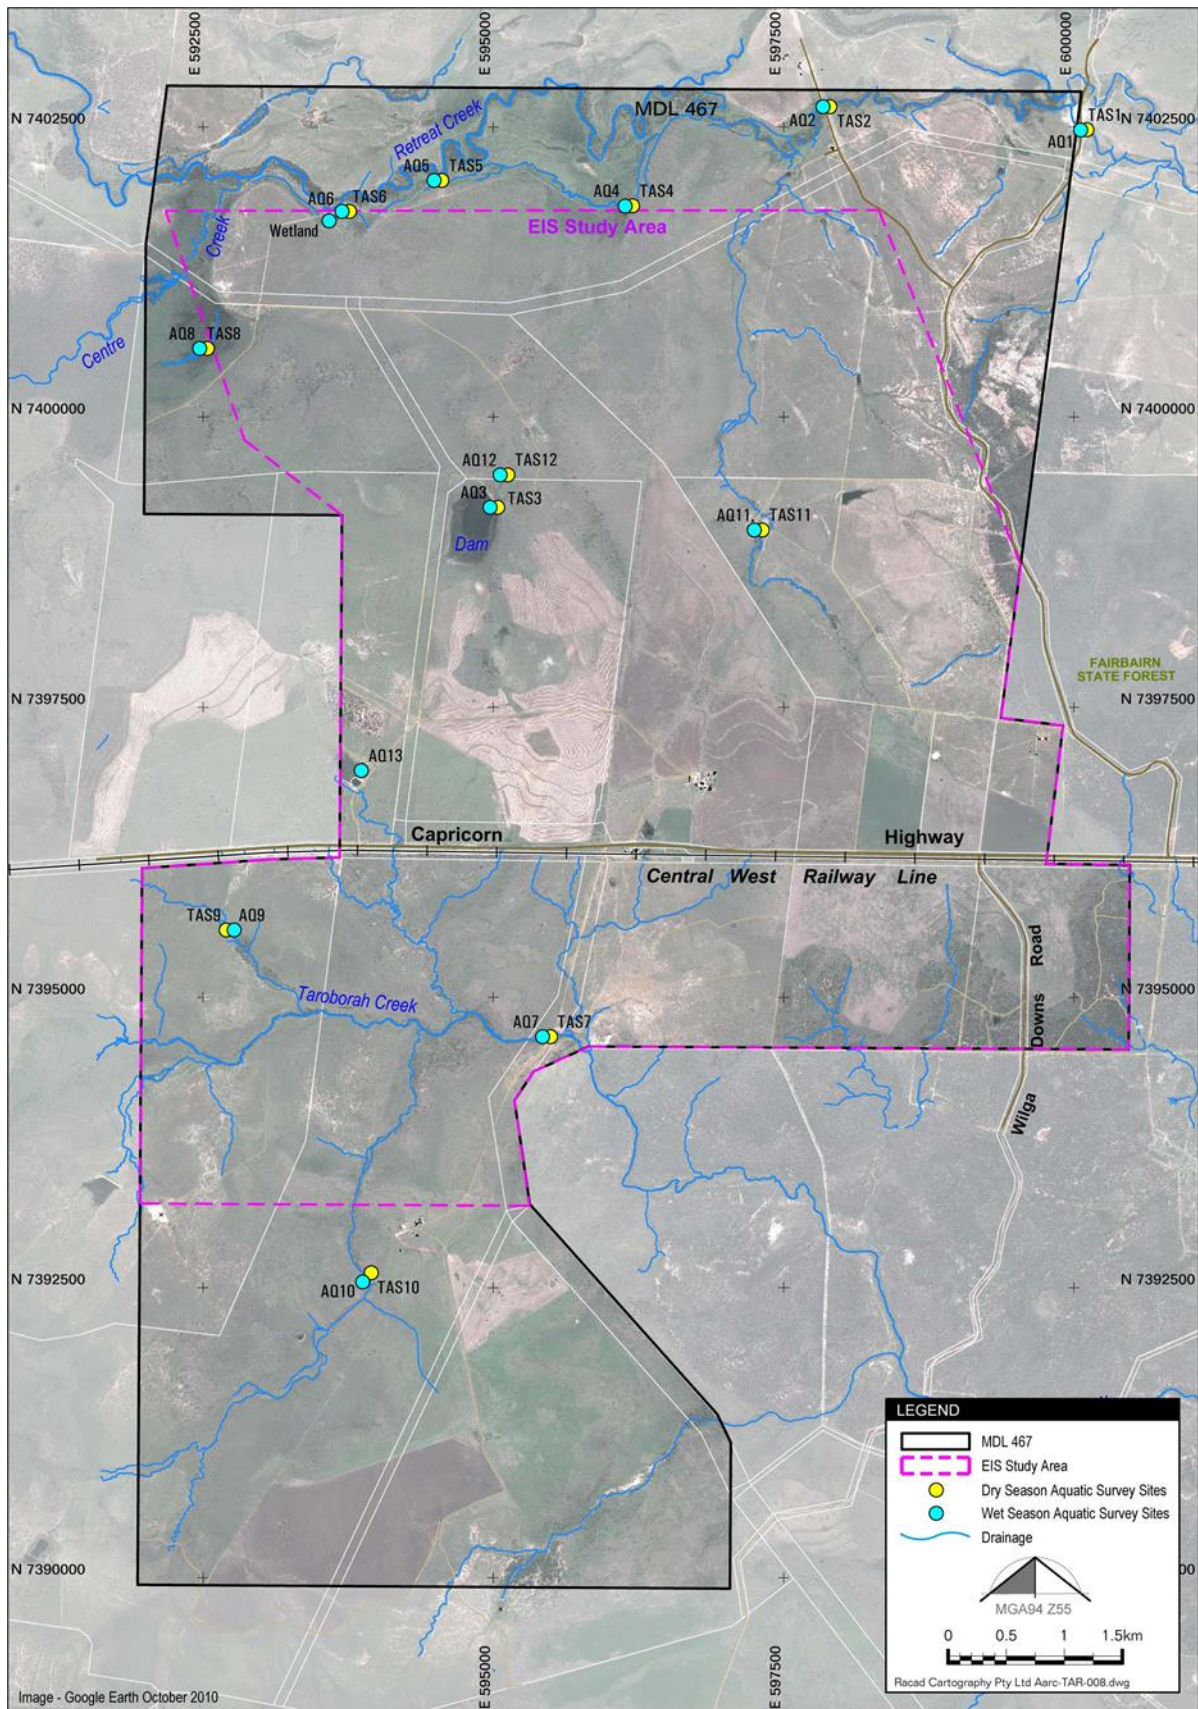 E 592500
E 595000
E 597500
E 600000
N 7402500
MDL 467
Retreat Creek
AQ2
TAS2
TAS1
N 7402500
AQ1
AQ5
TAS5
AQ6
TAS6
AQ4
TAS4
Wetland
EIS Study Area
Creek
Centre
AQ8
TAS8
N 7400000
N 7400000
AQ12
TAS12
AQ3
TAS3
AQ11
TAS11
Dam
FAIRBAIRN
STATE FOREST
N 7397500
N 7397500
AQ13
Capricorn
Highway
Central West Railway Line
TAS9
AQ9
Road
N 7395000
Taroborah Creek
N 7395000
AQ7
TAS7
Downs
Wilga
N 7392500
AQ10
TAS10
N 7392500
LEGEND
MDL 467
EIS Study Area
Dry Season Aquatic Survey Sites
Wet Season Aquatic Survey Sites
Drainage
N 7390000
MGA94 Z55
0 0.5 1 1.5km
Racad Cartography Pty Ltd Aarc-TAR-008.dwg
E 595000
E 597500
Image - Google Earth October 2010